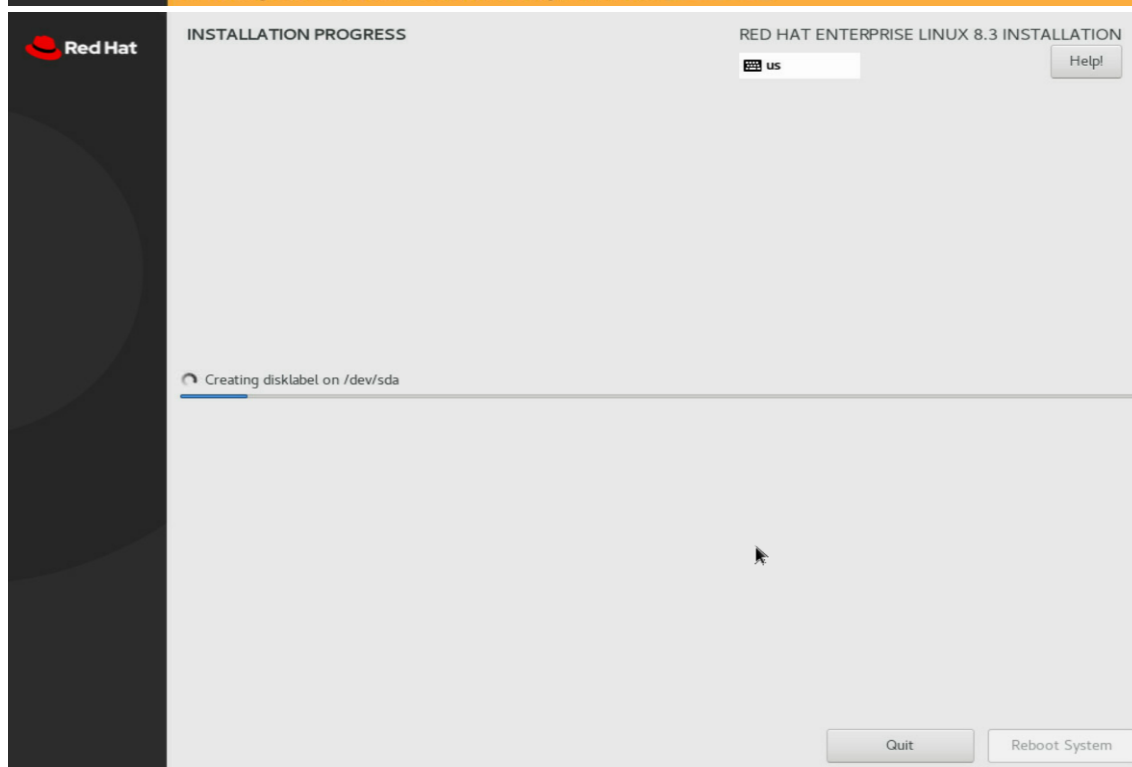 Red Hat
INSTALLATION PROGRESS
RED HAT ENTERPRISE LINUX 8.3 INSTALLATION
us
Help!
Creating disklabel on /dev/sda
Quit
Reboot System